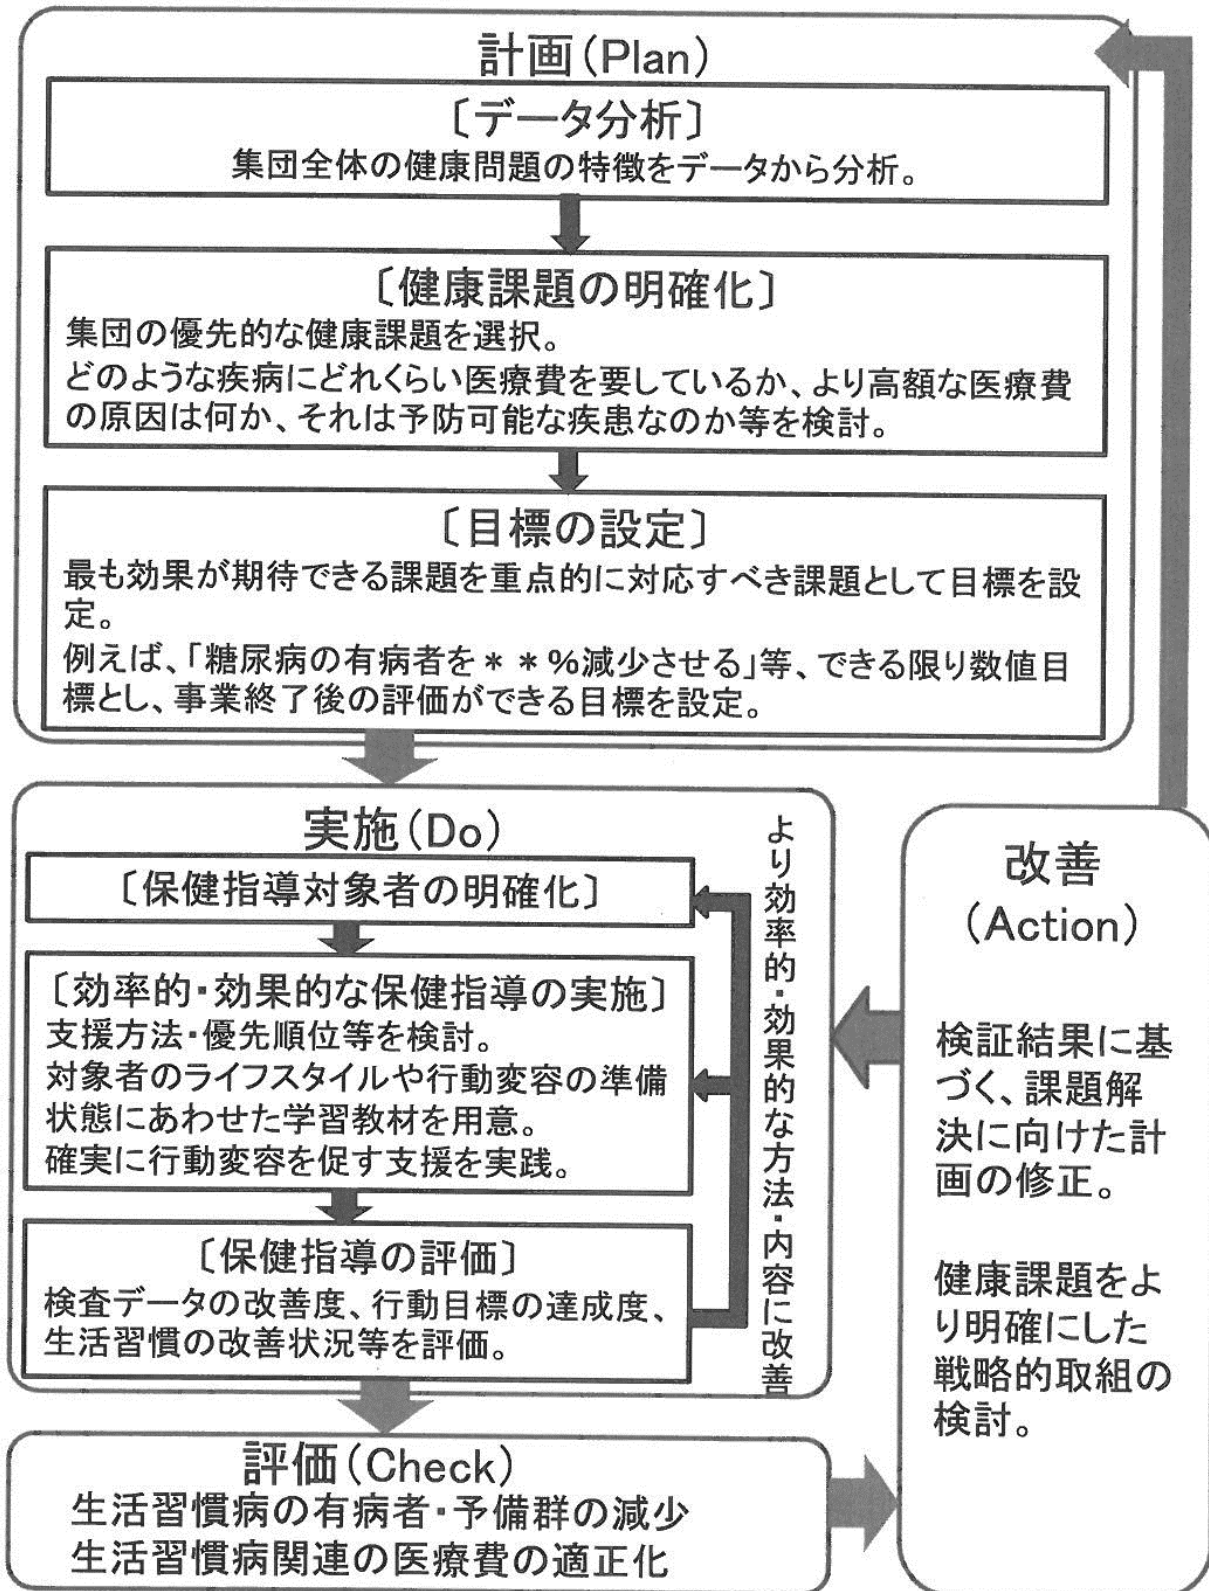 計画(Plan)
〔データ分析〕
集団全体の健康問題の特徴をデータから分析。
〔健康課題の明確化〕
集団の優先的な健康課題を選択。
どのような疾病にどれくらい医療費を要しているか、より高額な医療費
の原因は何か、それは予防可能な疾患なのか等を検討。
〔目標の設定〕
最も効果が期待できる課題を重点的に対応すべき課題として目標を設
定。
例えば、「糖尿病の有病者を＊＊%減少させる」等、できる限り数値目
標とし、事業終了後の評価ができる目標を設定。
実施(Do)
〔保健指導対象者の明確化〕
〔効率的・効果的な保健指導の実施〕
支援方法・優先順位等を検討。
対象者のライフスタイルや行動変容の準備
状態にあわせた学習教材を用意。
確実に行動変容を促す支援を実践。
〔保健指導の評価〕
検査データの改善度、行動目標の達成度、
生活習慣の改善状況等を評価。
より効率的・効果的な方法・内容に改善
評価(Check)
生活習慣病の有病者・予備群の減少
生活習慣病関連の医療費の適正化
改善
(Action)
検証結果に基
づく、課題解
決に向けた計
画の修正。
健康課題をよ
り明確にした
戦略的取組の
検討。